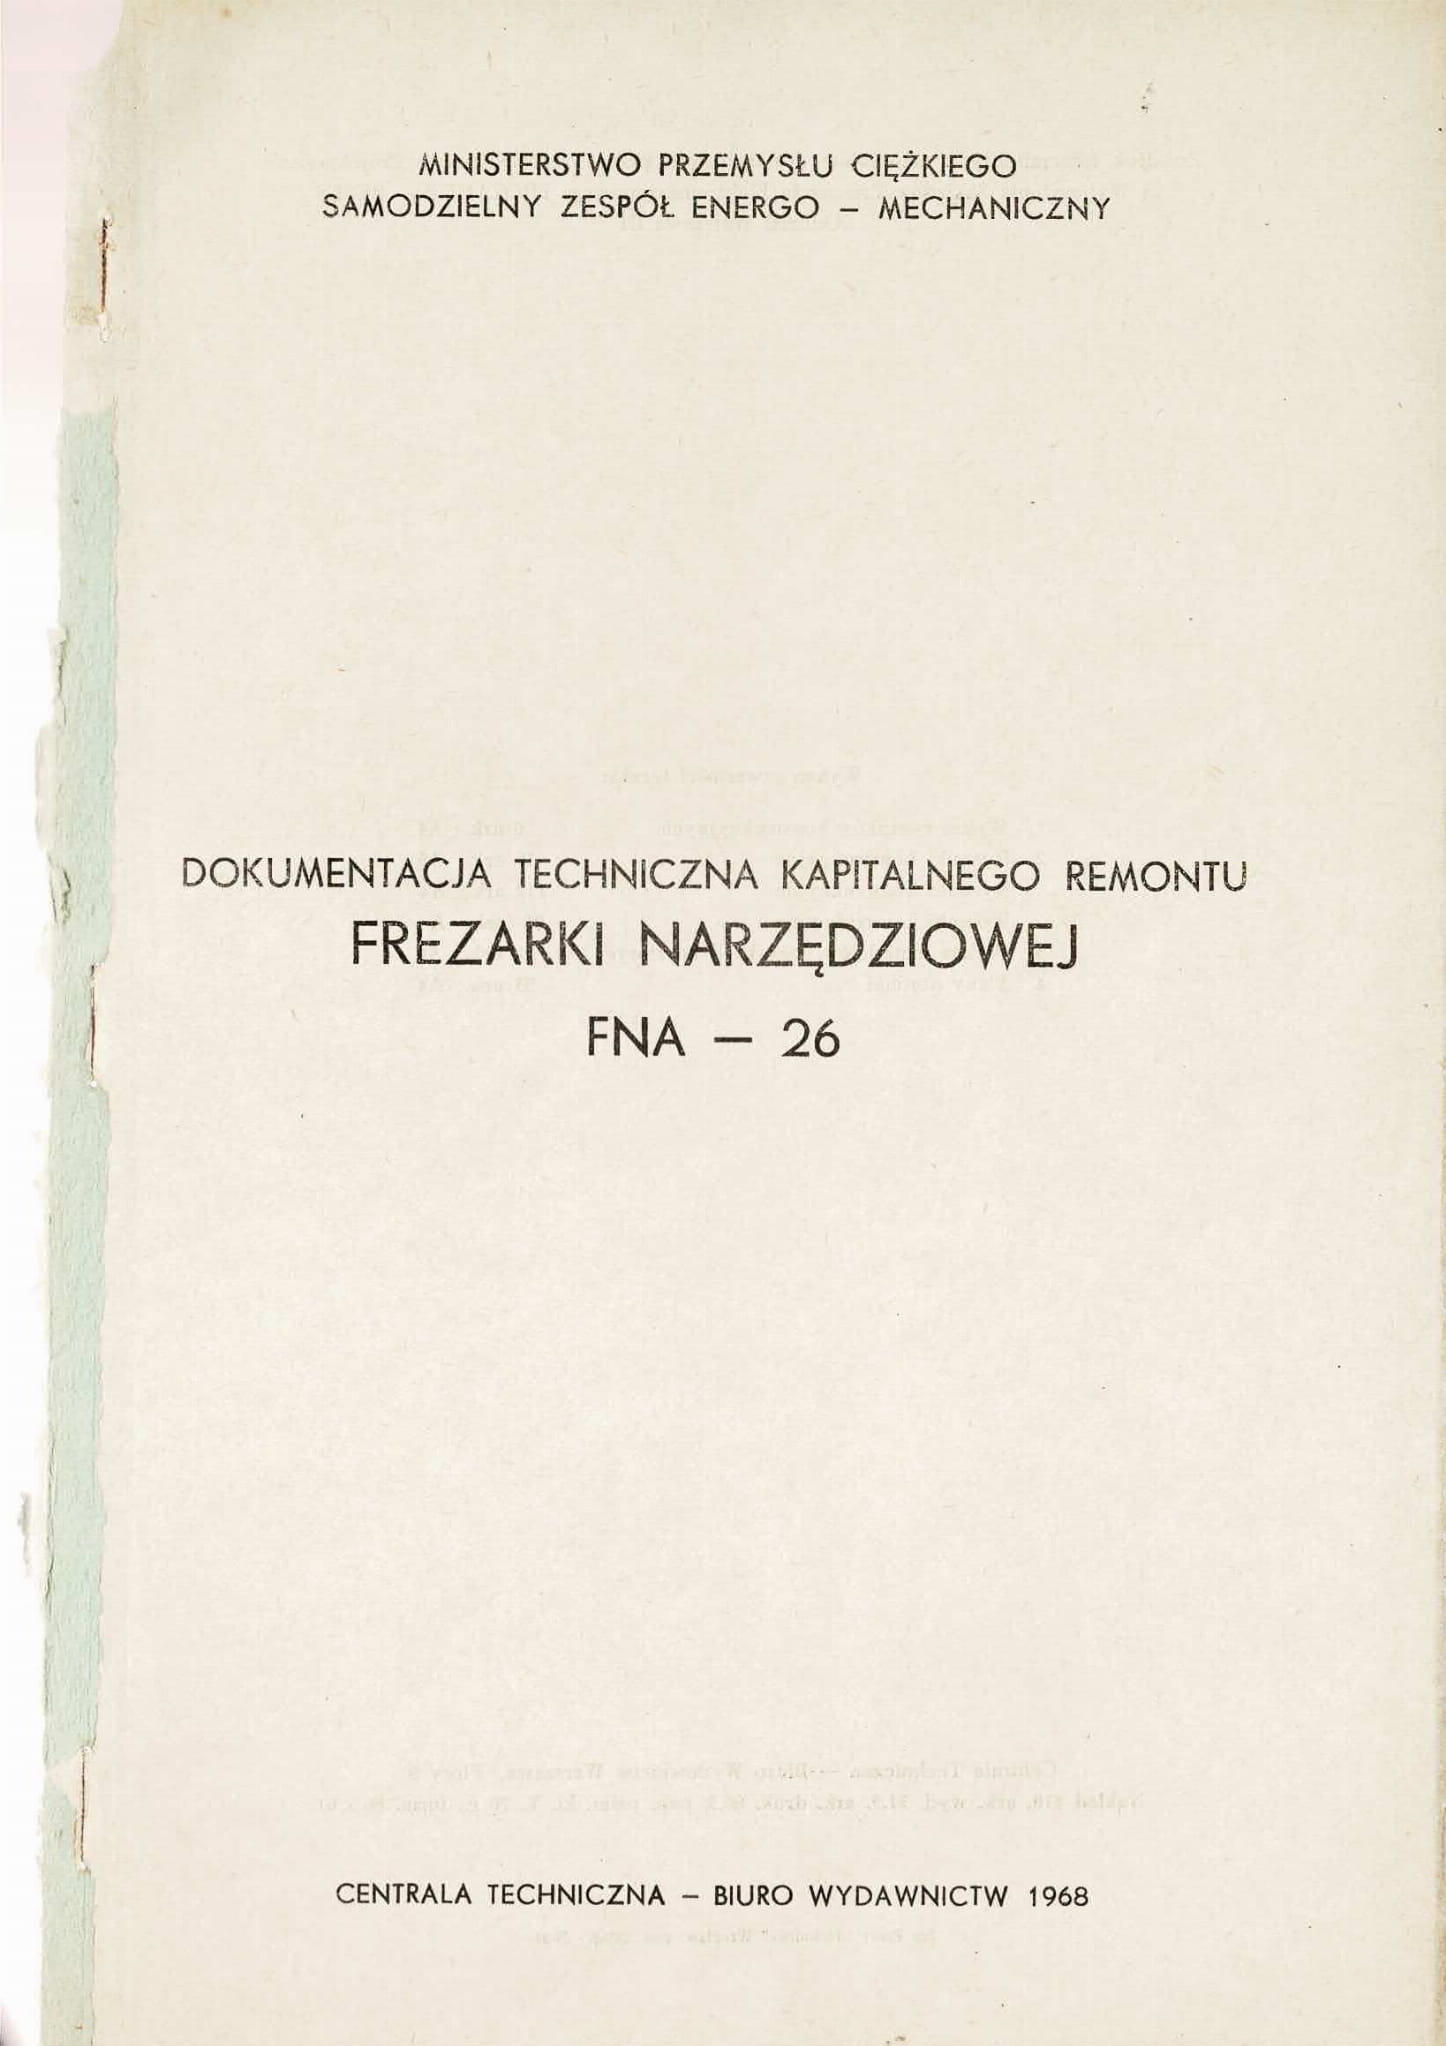 MINISTERSTWO PRZEMYSŁU CIĘŻKIEGO
SAMODZIELNY ZESPÓŁ ENERGO – MECHANICZNY
DOKUMENTACJA TECHNICZNA KAPITALNEGO REMONTU
FREZARKI NARZĘDZIOWEJ
FNA – 26
CENTRALA TECHNICZNA – BIURO WYDAWNICTW 1968